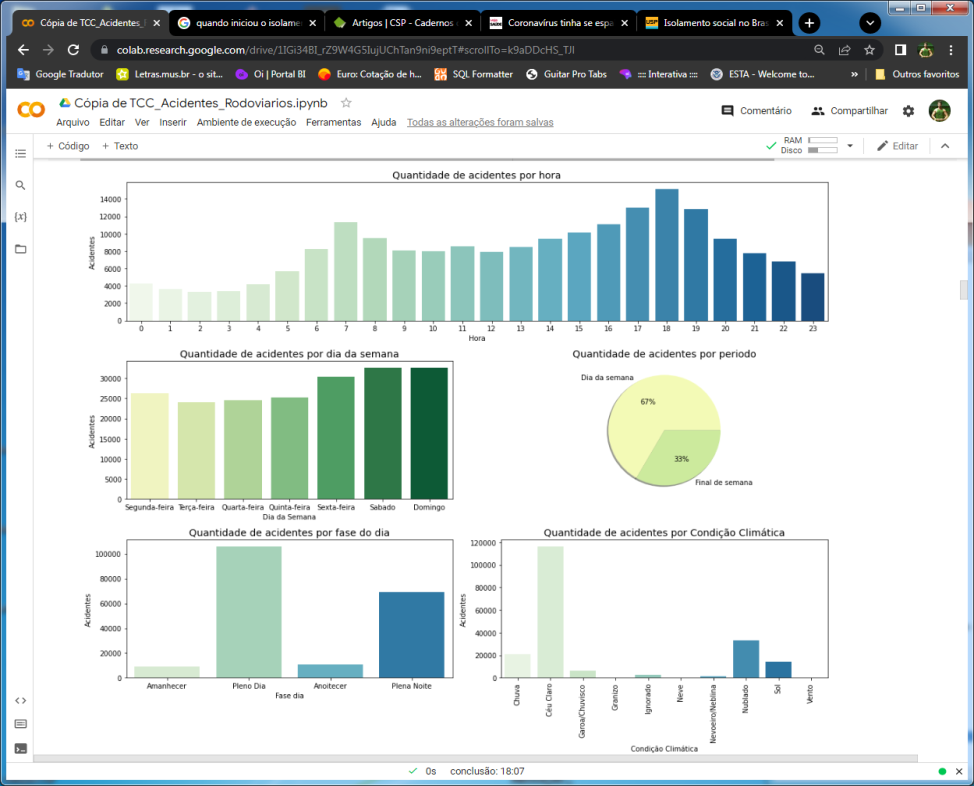 Cópia de TCC_Acidentes_
quando iniciou o isolame
Artigos | CSP - Cadernos
Coronavírus tinha se espa
Isolamento social no Bras
colab.research.google.com/drive/1IGi34BI_rZ9W4G5IujUChTan9ni9eptT#scrollTo=k9aDDcHS_TJl
Google Tradutor
Letras.mus.br - o sit...
Oi | Portal BI
Euro: Cotação de h...
SQL Formatter
Guitar Pro Tabs
:::: Interativa ::::
ESTA - Welcome to...
»
Outros favoritos
Cópia de TCC_Acidentes_Rodoviarios.ipynb
Comentário
Compartilhar
Arquivo Editar Ver Inserir Ambiente de execução Ferramentas Ajuda Todas as alterações foram salvas
+ Código + Texto
RAM
Disco
Editar
{x}
Quantidade de acidentes por hora
Acidentes
14000
12000
10000
8000
6000
4000
2000
0
0 1 2 3 4 5 6 7 8 9 10 11 12 13 14 15 16 17 18 19 20 21 22 23
Hora
Quantidade de acidentes por dia da semana
Acidentes
30000
25000
20000
15000
10000
5000
0
Segunda-feira Terça-feira Quarta-feira Quinta-feira Sexta-feira Sabado Domingo
Dia da Semana
Quantidade de acidentes por periodo
Dia da semana
67%
33%
Final de semana
Quantidade de acidentes por fase do dia
Acidentes
100000
80000
60000
40000
20000
0
Amanhecer Pleno Dia Anoitecer Plena Noite
Fase dia
Quantidade de acidentes por Condição Climática
Acidentes
120000
100000
80000
60000
40000
20000
0
Chuva
Céu Claro
Garoa/Chuvisco
Granizo
Ignorado
Neve
Nevoeiro/Neblina
Nublado
Sol
Vento
Condição Climática
0s conclusão: 18:07